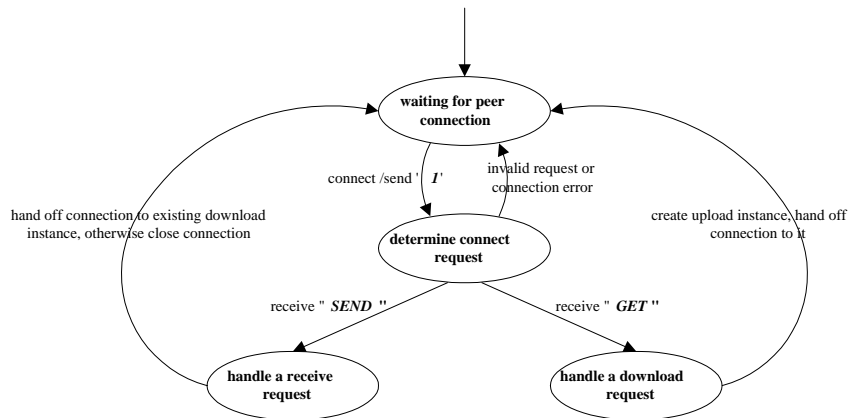 waiting for peer
connection
connect /send ' 1'
invalid request or
connection error
hand off connection to existing download
instance, otherwise close connection
create upload instance, hand off
connection to it
determine connect
request
receive " SEND "
receive " GET "
handle a receive
request
handle a download
request